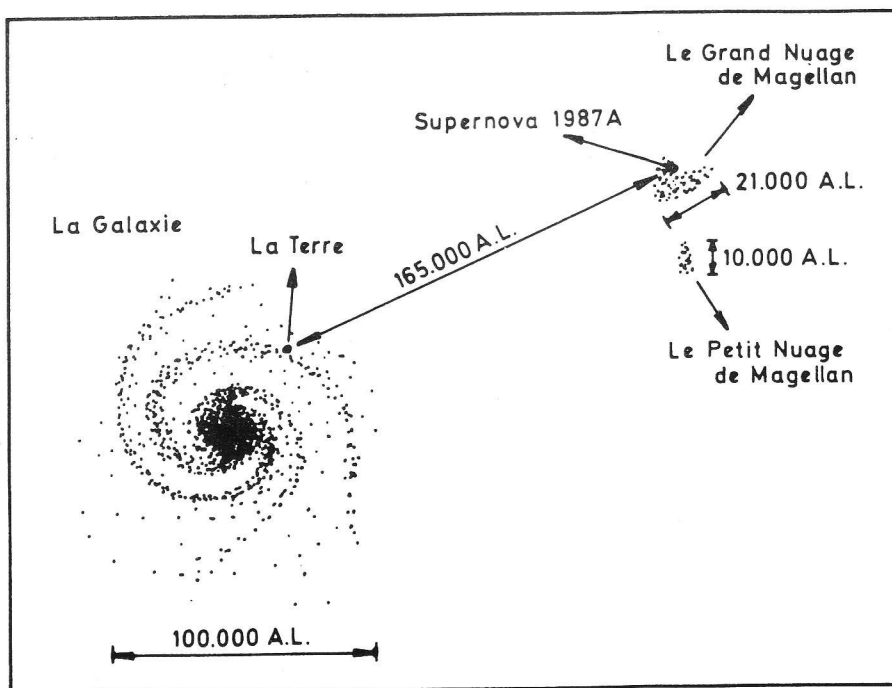 Le Grand Nuage
de Magellan
Supernova 1987A
21.000 A.L.
La Galaxie
La Terre
165.000 A.L.
10.000 A.L.
Le Petit Nuage
de Magellan
100.000 A.L.